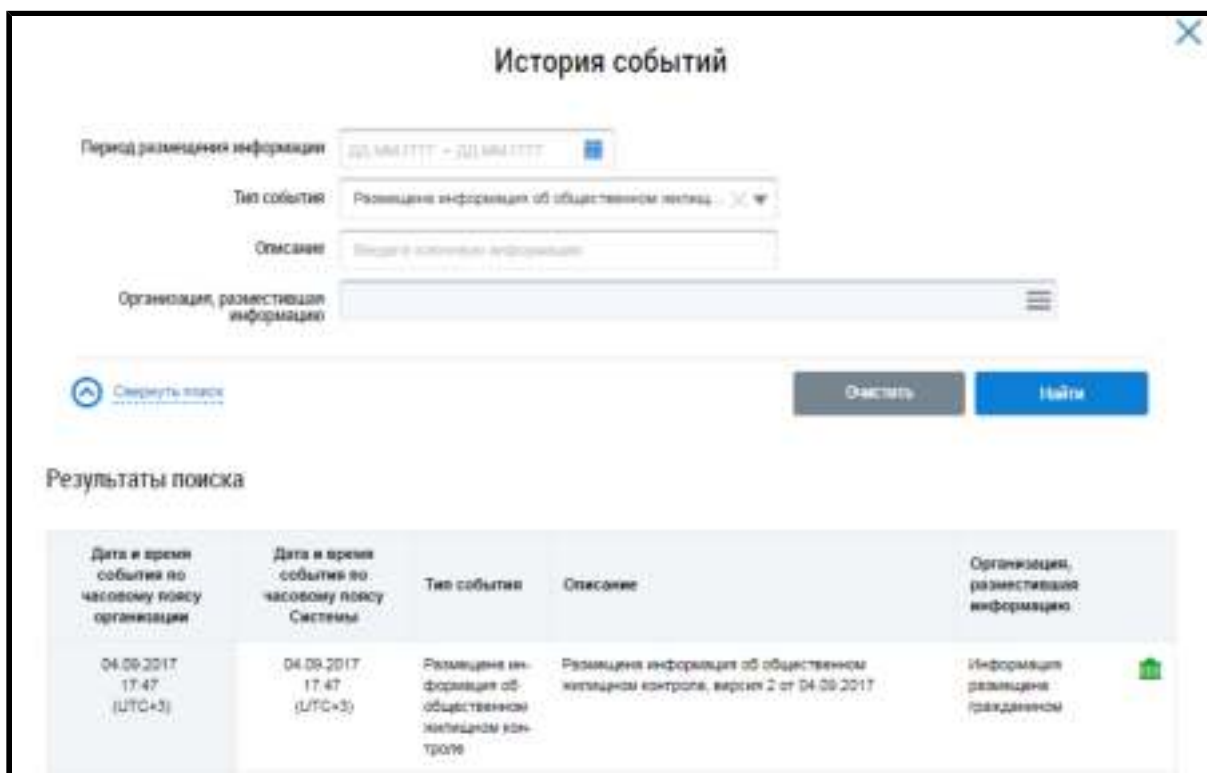 История событий
Период размещения информации
ДД.ММ.ГГГГ – ДД.ММ.ГГГГ
Тип события
Размещена информация об общественном жилищ...
Описание
Введите ключевую информацию
Организация, разместившая
информацию
Свернуть поиск
Очистить
Найти
Результаты поиска
Дата и время
события по
часовому поясу
организации
Дата и время
события по
часовому поясу
Системы
Тип события
Описание
Организация,
разместившая
информацию
04.09.2017
17:47
(UTC+3)
04.09.2017
17:47
(UTC+3)
Размещена ин-
формация об
общественном
жилищном кон-
троле
Размещена информация об общественном
жилищном контроле, версия 2 от 04.09.2017
Информация
размещена
гражданином